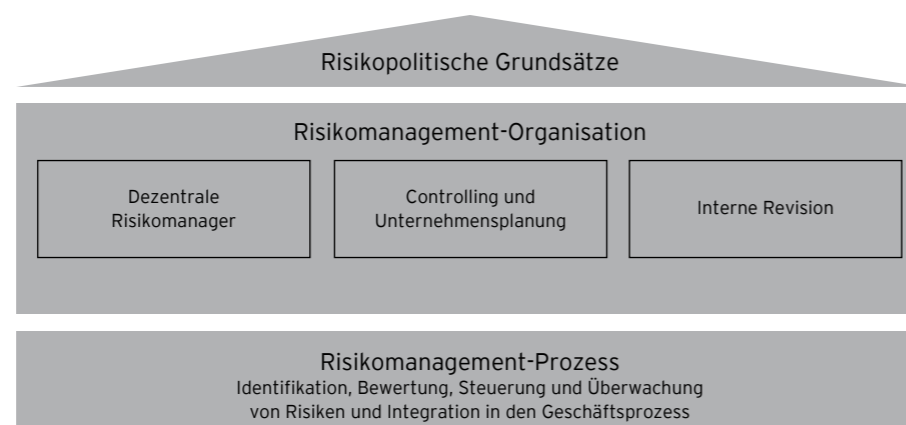 Risikopolitische Grundsätze
Risikomanagement-Organisation
Dezentrale
Risikomanager
Controlling und
Unternehmensplanung
Interne Revision
Risikomanagement-Prozess
Identifikation, Bewertung, Steuerung und Überwachung
von Risiken und Integration in den Geschäftsprozess